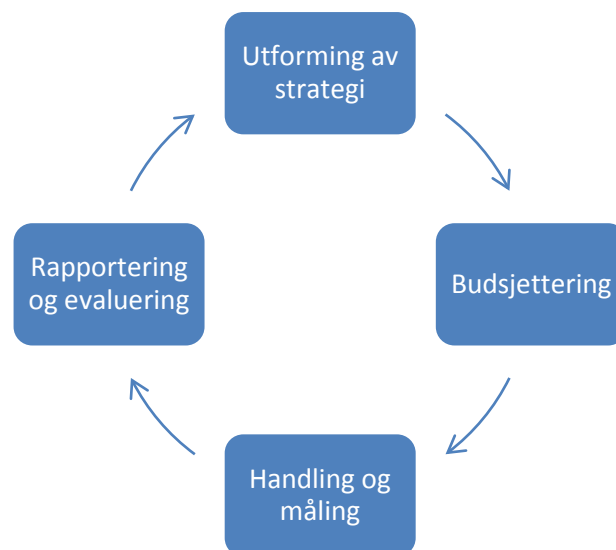 Utforming av
strategi
Budsjettering
Handling og
måling
Rapportering
og evaluering